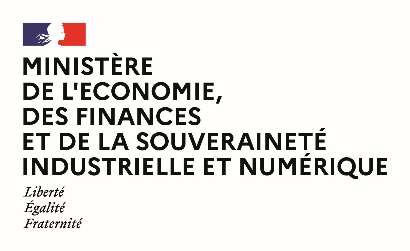 MINISTÈRE
DE L'ECONOMIE,
DES FINANCES
ET DE LA SOUVERAINETÉ
INDUSTRIELLE ET NUMÉRIQUE
Liberté
Égalité
Fraternité